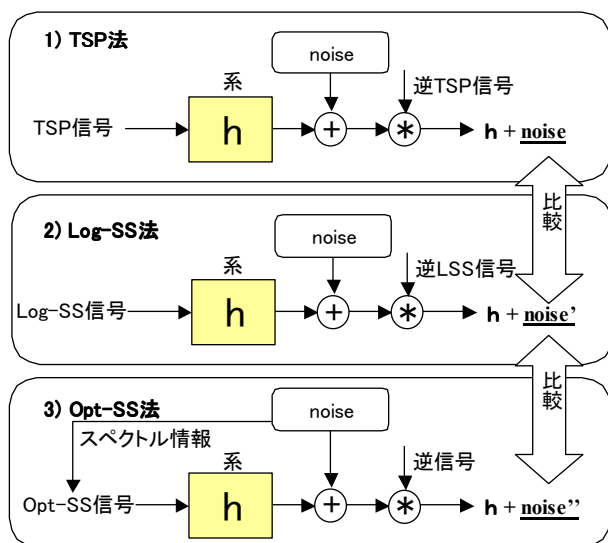 1) TSP法
noise
系
逆TSP信号
TSP信号
h
+
*
h + noise
比較
2) Log-SS法
noise
系
逆LSS信号
Log-SS信号
h
+
*
h + noise’
比較
3) Opt-SS法
noise
スペクトル情報
系
逆信号
Opt-SS信号
h
+
*
h + noise’’